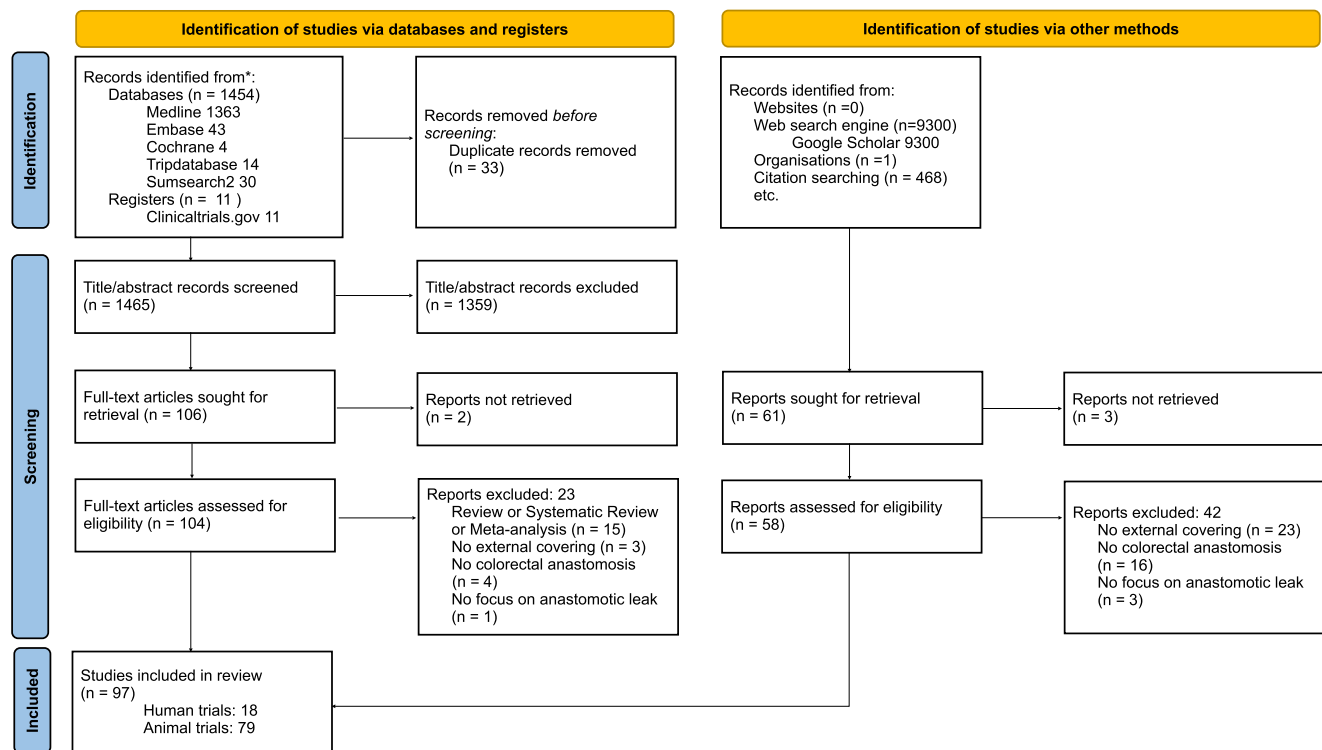 Identification of studies via databases and registers
Identification of studies via other methods
Identification
Records identified from*:
Databases (n = 1454)
Medline 1363
Embase 43
Cochrane 4
Tripdatabase 14
Sumsearch2 30
Registers (n =  11 )
Clinicaltrials.gov 11
Records removed before
screening:
Duplicate records removed
(n = 33)
Records identified from:
Websites (n =0)
Web search engine (n=9300)
Google Scholar 9300
Organisations (n =1)
Citation searching (n = 468)
etc.
Screening
Title/abstract records screened
(n = 1465)
Title/abstract records excluded
(n = 1359)
Full-text articles sought for
retrieval (n = 106)
Reports not retrieved
(n = 2)
Reports sought for retrieval
(n = 61)
Reports not retrieved
(n = 3)
Full-text articles assessed for
eligibility (n = 104)
Reports excluded: 23
Review or Systematic Review
or Meta-analysis (n = 15)
No external covering (n = 3)
No colorectal anastomosis
(n = 4)
No focus on anastomotic leak
(n = 1)
Reports assessed for eligibility
(n = 58)
Reports excluded: 42
No external covering (n = 23)
No colorectal anastomosis
(n = 16)
No focus on anastomotic leak
(n = 3)
Included
Studies included in review
(n = 97)
Human trials: 18
Animal trials: 79